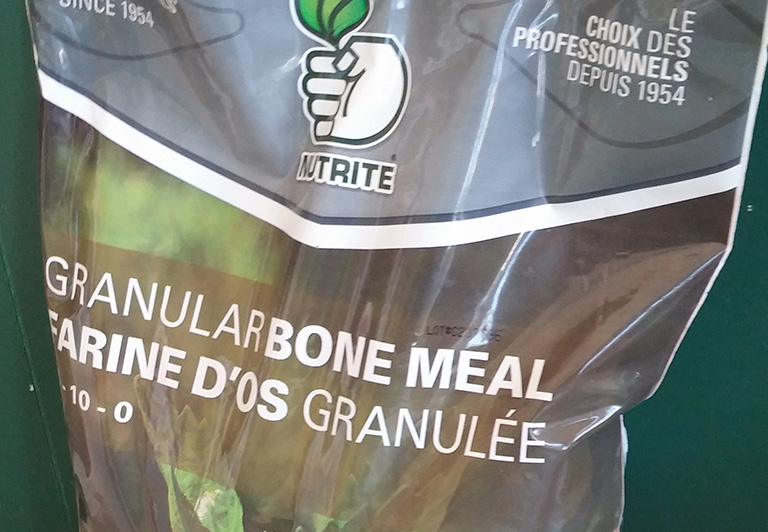 SINCE 1954
LE
CHOIX DES
PROFESSIONNELS
DEPUIS 1954
NUTRITE
GRANULAR BONE MEAL
FARINE D'OS GRANULÉE
- 10 - 0